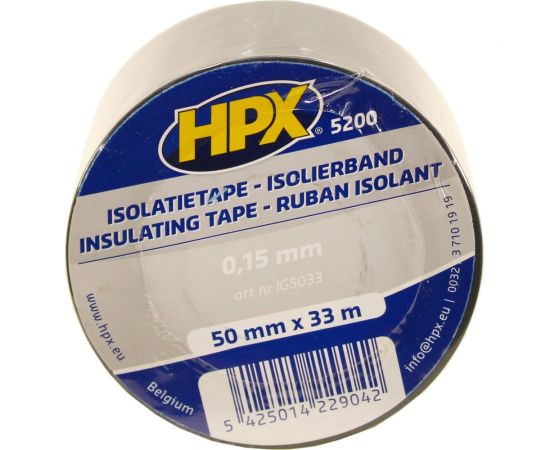 HPX® 5200
ISOLATIETAPE - ISOLIERBAND
INSULATING TAPE - RUBAN ISOLANT
0,15 mm
art nr IG5033
50 mm x 33 m
www.hpx.eu
Belgium
5 425014 229042
info@hpx.eu | 0032 3 710 19 19